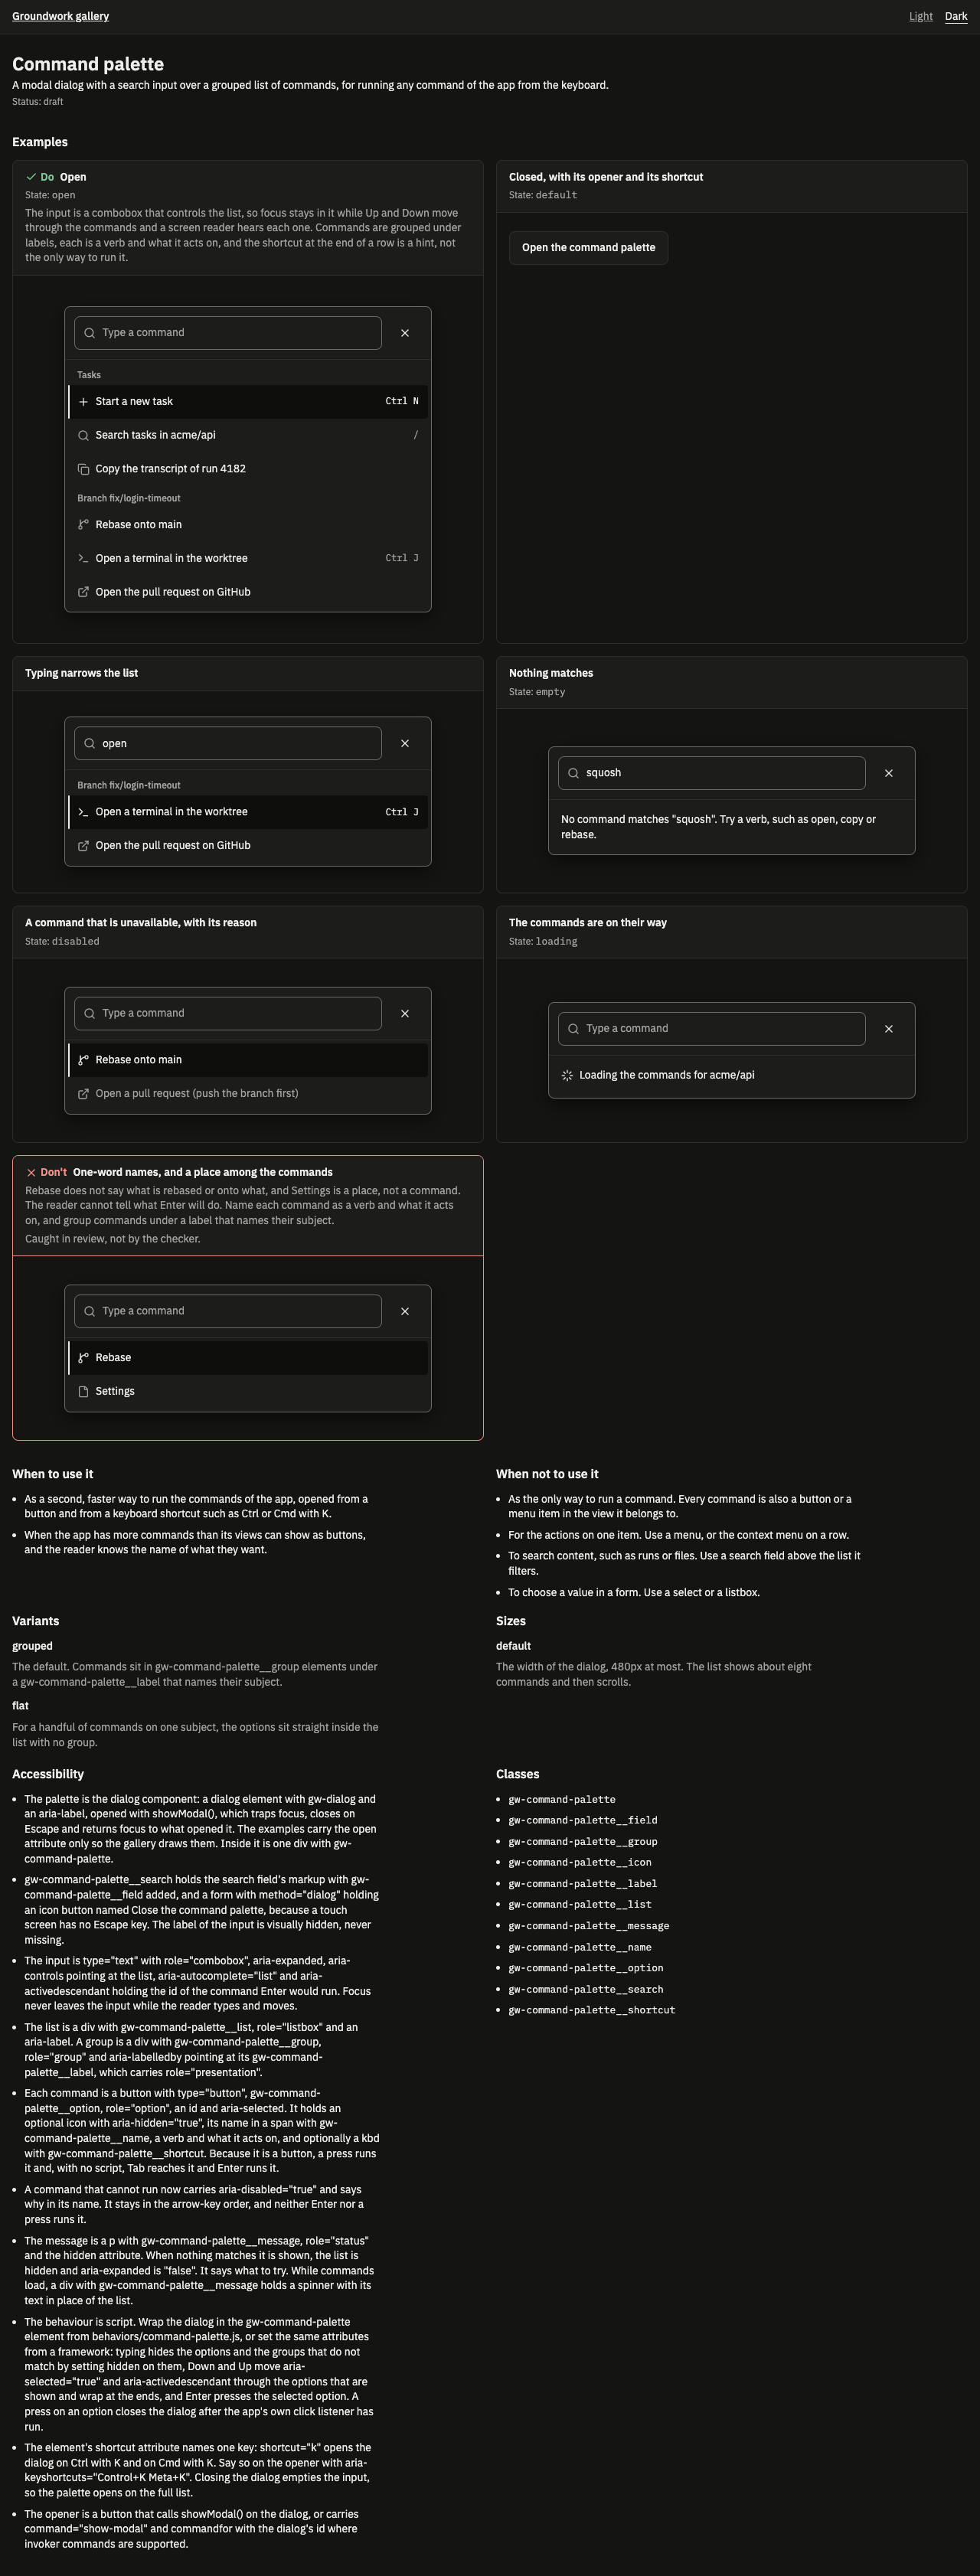 Groundwork gallery
Light Dark
Command palette
A modal dialog with a search input over a grouped list of commands, for running any command of the app from the keyboard.
Status: draft
Examples
Do Open
State: open
The input is a combobox that controls the list, so focus stays in it while Up and Down move
through the commands and a screen reader hears each one. Commands are grouped under
labels, each is a verb and what it acts on, and the shortcut at the end of a row is a hint, not
the only way to run it.
Type a command
Tasks
Start a new task Ctrl N
Search tasks in acme/api /
Copy the transcript of run 4182
Branch fix/login-timeout
Rebase onto main
Open a terminal in the worktree Ctrl J
Open the pull request on GitHub
Closed, with its opener and its shortcut
State: default
Open the command palette
Typing narrows the list
open
Branch fix/login-timeout
Open a terminal in the worktree Ctrl J
Open the pull request on GitHub
Nothing matches
State: empty
squosh
No command matches "squosh". Try a verb, such as open, copy or
rebase.
A command that is unavailable, with its reason
State: disabled
Type a command
Rebase onto main
Open a pull request (push the branch first)
The commands are on their way
State: loading
Type a command
Loading the commands for acme/api
Don't One-word names, and a place among the commands
Rebase does not say what is rebased or onto what, and Settings is a place, not a command.
The reader cannot tell what Enter will do. Name each command as a verb and what it acts
on, and group commands under a label that names their subject.
Caught in review, not by the checker.
Type a command
Rebase
Settings
When to use it
As a second, faster way to run the commands of the app, opened from a
button and from a keyboard shortcut such as Ctrl or Cmd with K.
When the app has more commands than its views can show as buttons,
and the reader knows the name of what they want.
When not to use it
As the only way to run a command. Every command is also a button or a
menu item in the view it belongs to.
For the actions on one item. Use a menu, or the context menu on a row.
To search content, such as runs or files. Use a search field above the list it
filters.
To choose a value in a form. Use a select or a listbox.
Variants
grouped
The default. Commands sit in gw-command-palette__group elements under
a gw-command-palette__label that names their subject.
flat
For a handful of commands on one subject, the options sit straight inside the
list with no group.
Sizes
default
The width of the dialog, 480px at most. The list shows about eight
commands and then scrolls.
Accessibility
The palette is the dialog component: a dialog element with gw-dialog and
an aria-label, opened with showModal(), which traps focus, closes on
Escape and returns focus to what opened it. The examples carry the open
attribute only so the gallery draws them. Inside it is one div with gw-
command-palette.
gw-command-palette__search holds the search field's markup with gw-
command-palette__field added, and a form with method="dialog" holding
an icon button named Close the command palette, because a touch
screen has no Escape key. The label of the input is visually hidden, never
missing.
The input is type="text" with role="combobox", aria-expanded, aria-
controls pointing at the list, aria-autocomplete="list" and aria-
activedescendant holding the id of the command Enter would run. Focus
never leaves the input while the reader types and moves.
The list is a div with gw-command-palette__list, role="listbox" and an
aria-label. A group is a div with gw-command-palette__group,
role="group" and aria-labelledby pointing at its gw-command-
palette__label, which carries role="presentation".
Each command is a button with type="button", gw-command-
palette__option, role="option", an id and aria-selected. It holds an
optional icon with aria-hidden="true", its name in a span with gw-
command-palette__name, a verb and what it acts on, and optionally a kbd
with gw-command-palette__shortcut. Because it is a button, a press runs
it and, with no script, Tab reaches it and Enter runs it.
A command that cannot run now carries aria-disabled="true" and says
why in its name. It stays in the arrow-key order, and neither Enter nor a
press runs it.
The message is a p with gw-command-palette__message, role="status"
and the hidden attribute. When nothing matches it is shown, the list is
hidden and aria-expanded is "false". It says what to try. While commands
load, a div with gw-command-palette__message holds a spinner with its
text in place of the list.
The behaviour is script. Wrap the dialog in the gw-command-palette
element from behaviors/command-palette.js, or set the same attributes
from a framework: typing hides the options and the groups that do not
match by setting hidden on them, Down and Up move aria-
selected="true" and aria-activedescendant through the options that are
shown and wrap at the ends, and Enter presses the selected option. A
press on an option closes the dialog after the app's own click listener has
run.
The element's shortcut attribute names one key: shortcut="k" opens the
dialog on Ctrl with K and on Cmd with K. Say so on the opener with aria-
keyshortcuts="Control+K Meta+K". Closing the dialog empties the input,
so the palette opens on the full list.
The opener is a button that calls showModal() on the dialog, or carries
command="show-modal" and commandfor with the dialog's id where
invoker commands are supported.
Classes
gw-command-palette
gw-command-palette__field
gw-command-palette__group
gw-command-palette__icon
gw-command-palette__label
gw-command-palette__list
gw-command-palette__message
gw-command-palette__name
gw-command-palette__option
gw-command-palette__search
gw-command-palette__shortcut